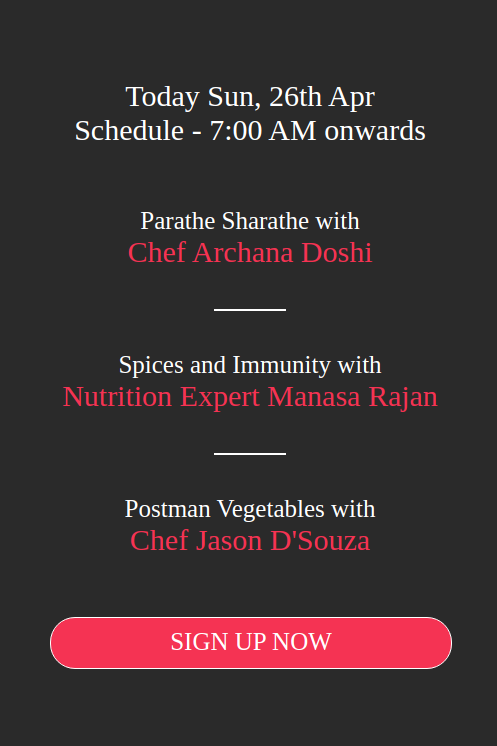 Today Sun, 26th Apr
Schedule - 7:00 AM onwards
Parathe Sharathe with
Chef Archana Doshi
Spices and Immunity with
Nutrition Expert Manasa Rajan
Postman Vegetables with
Chef Jason D'Souza
SIGN UP NOW